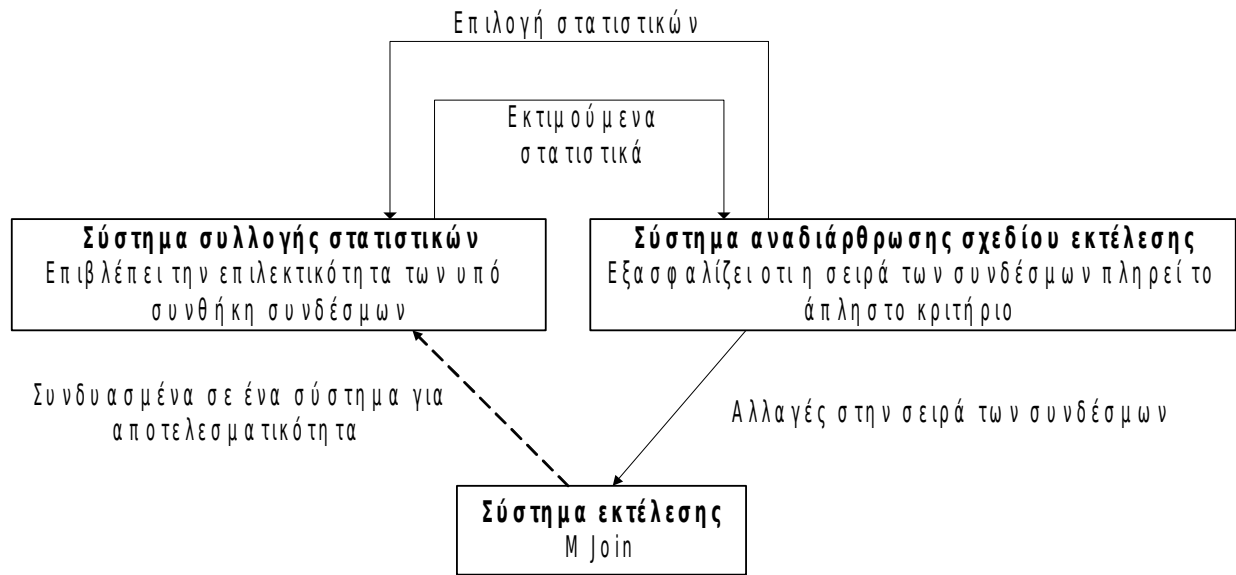 Επιλογή στατιστικών
Εκτιμούμενα
στατιστικά
Σύστημα συλλογής στατιστικών
Επιβλέπει την επιλεκτικότητα των υπό
συνθήκη συνδέσμων
Σύστημα αναδιάρθρωσης σχεδίου εκτέλεσης
Εξασφαλίζει οτι η σειρά των συνδέσμων πληρεί το
άπληστο κριτήριο
Συνδυασμένα σε ένα σύστημα για
αποτελεσματικότητα
Αλλαγές στην σειρά των συνδέσμων
Σύστημα εκτέλεσης
M Join